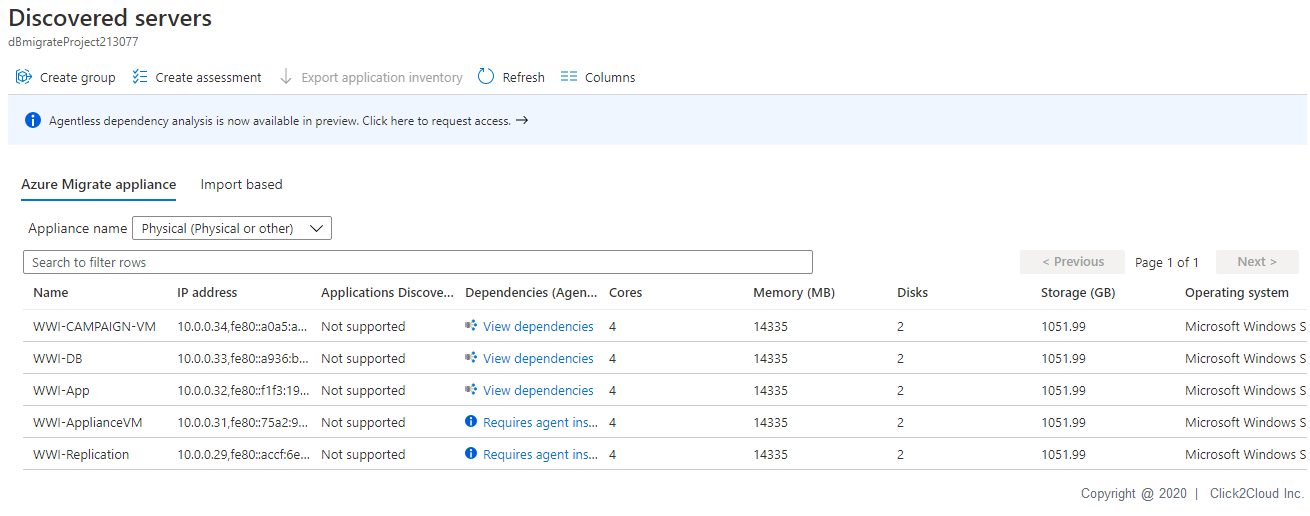 Discovered servers
dBmigrateProject213077
Create group Create assessment Export application inventory Refresh Columns
Agentless dependency analysis is now available in preview. Click here to request access. →
Azure Migrate appliance Import based
Appliance name Physical (Physical or other)
Search to filter rows < Previous Page 1 of 1 Next >
Name IP address Applications Discove... Dependencies (Agen... Cores Memory (MB) Disks Storage (GB) Operating system
WWI-CAMPAIGN-VM 10.0.0.34,fe80::a0a5:a... Not supported View dependencies 4 14335 2 1051.99 Microsoft Windows S
WWI-DB 10.0.0.33,fe80::a936:b... Not supported View dependencies 4 14335 2 1051.99 Microsoft Windows S
WWI-App 10.0.0.32,fe80::f1f3:19... Not supported View dependencies 4 14335 2 1051.99 Microsoft Windows S
WWI-ApplianceVM 10.0.0.31,fe80::75a2:9... Not supported Requires agent ins... 4 14335 2 1051.99 Microsoft Windows S
WWI-Replication 10.0.0.29,fe80::accf:6e... Not supported Requires agent ins... 4 14335 2 1051.99 Microsoft Windows S
Copyright @ 2020 | Click2Cloud Inc.